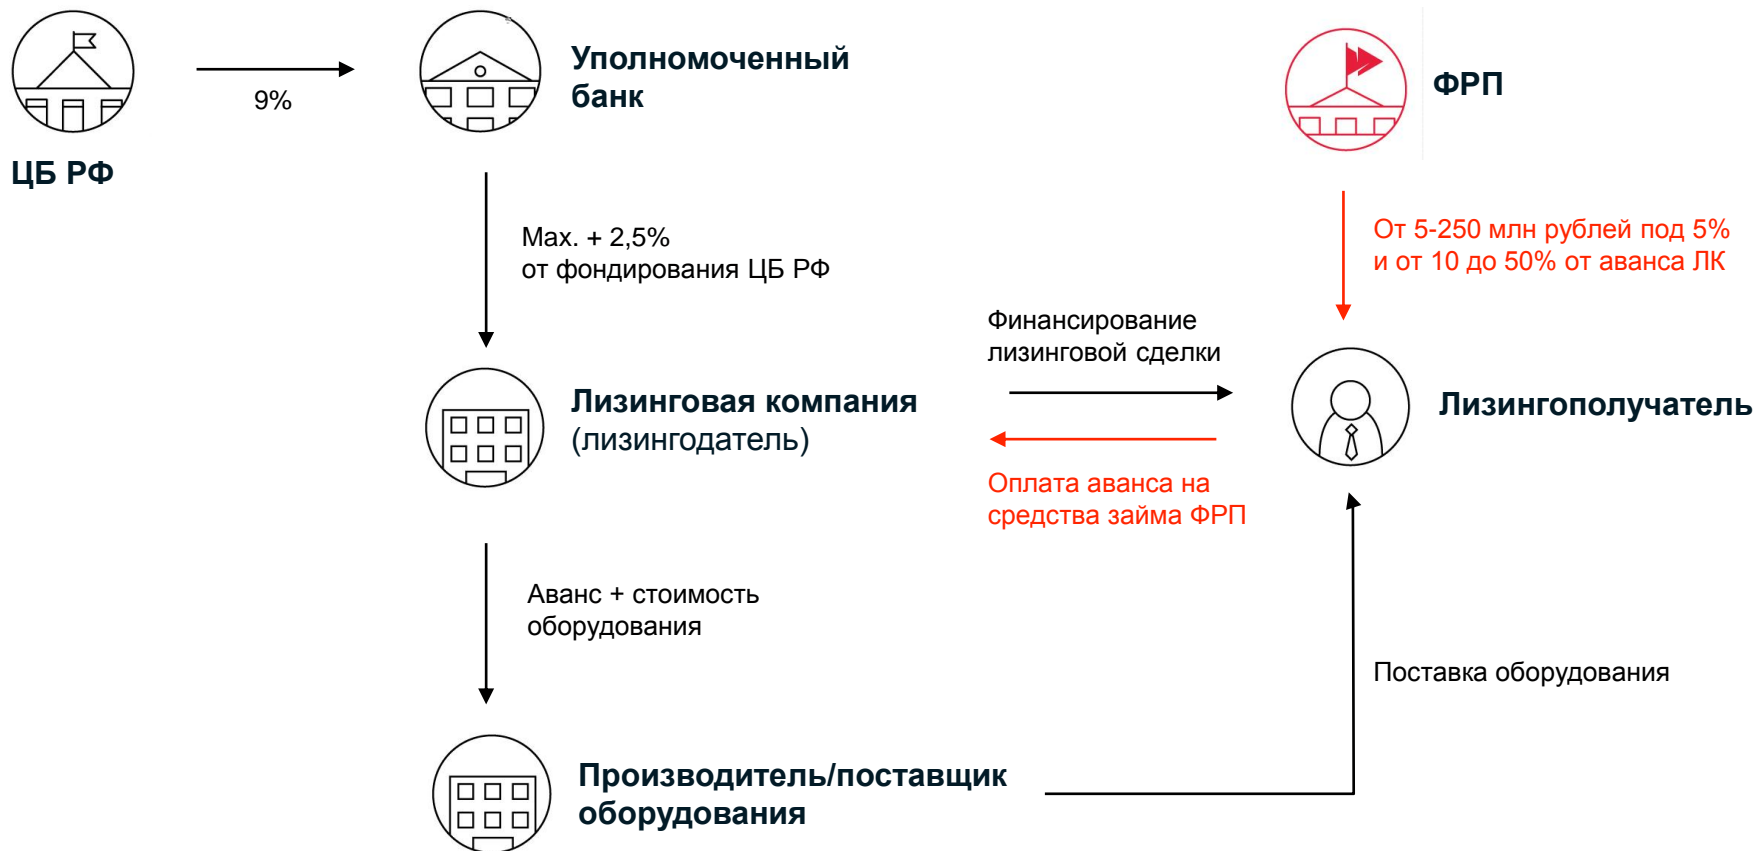 ЦБ РФ
9%
Уполномоченный
банк
ФРП
Max. + 2,5%
от фондирования ЦБ РФ
От 5-250 млн рублей под 5%
и от 10 до 50% от аванса ЛК
Финансирование
лизинговой сделки
Лизинговая компания
(лизингодатель)
Лизингополучатель
Оплата аванса на
средства займа ФРП
Аванс + стоимость
оборудования
Поставка оборудования
Производитель/поставщик
оборудования